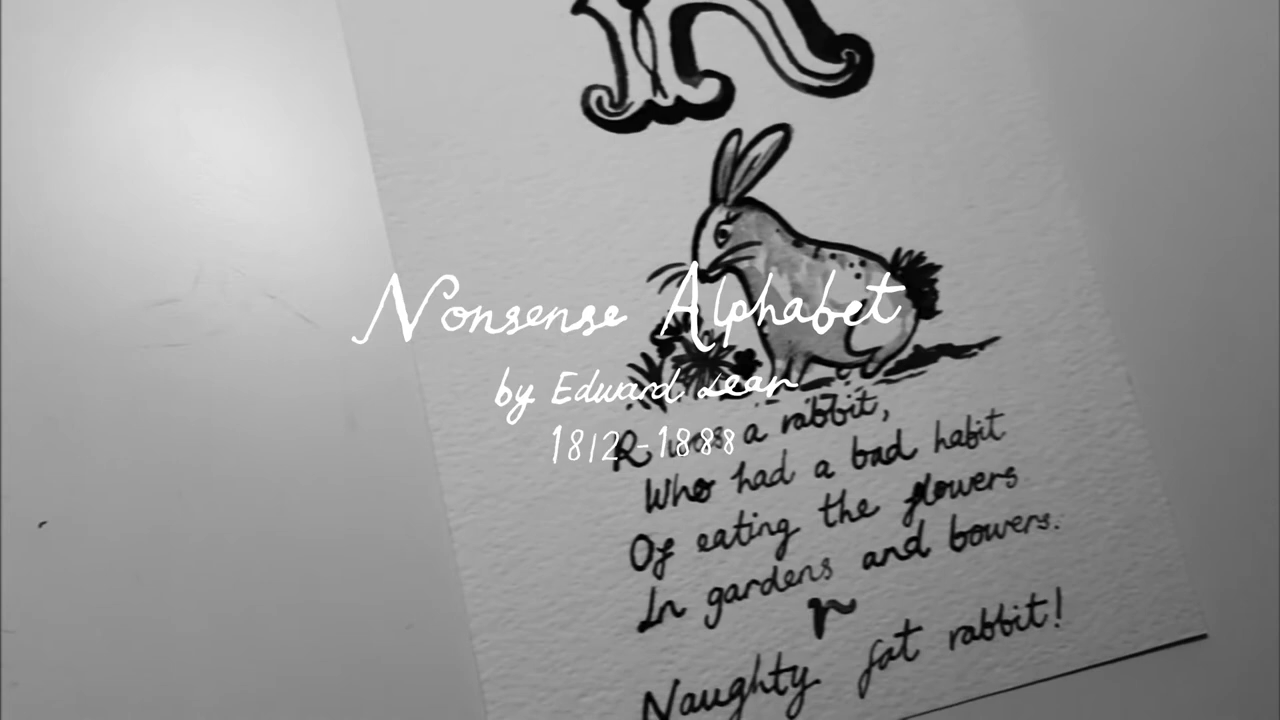 R
Nonsense Alphabet
by Edward Lear
1812-1888
R was a rabbit,
Who had a bad habit
Of eating the flowers
In gardens and bowers.
r
Naughty fat rabbit!